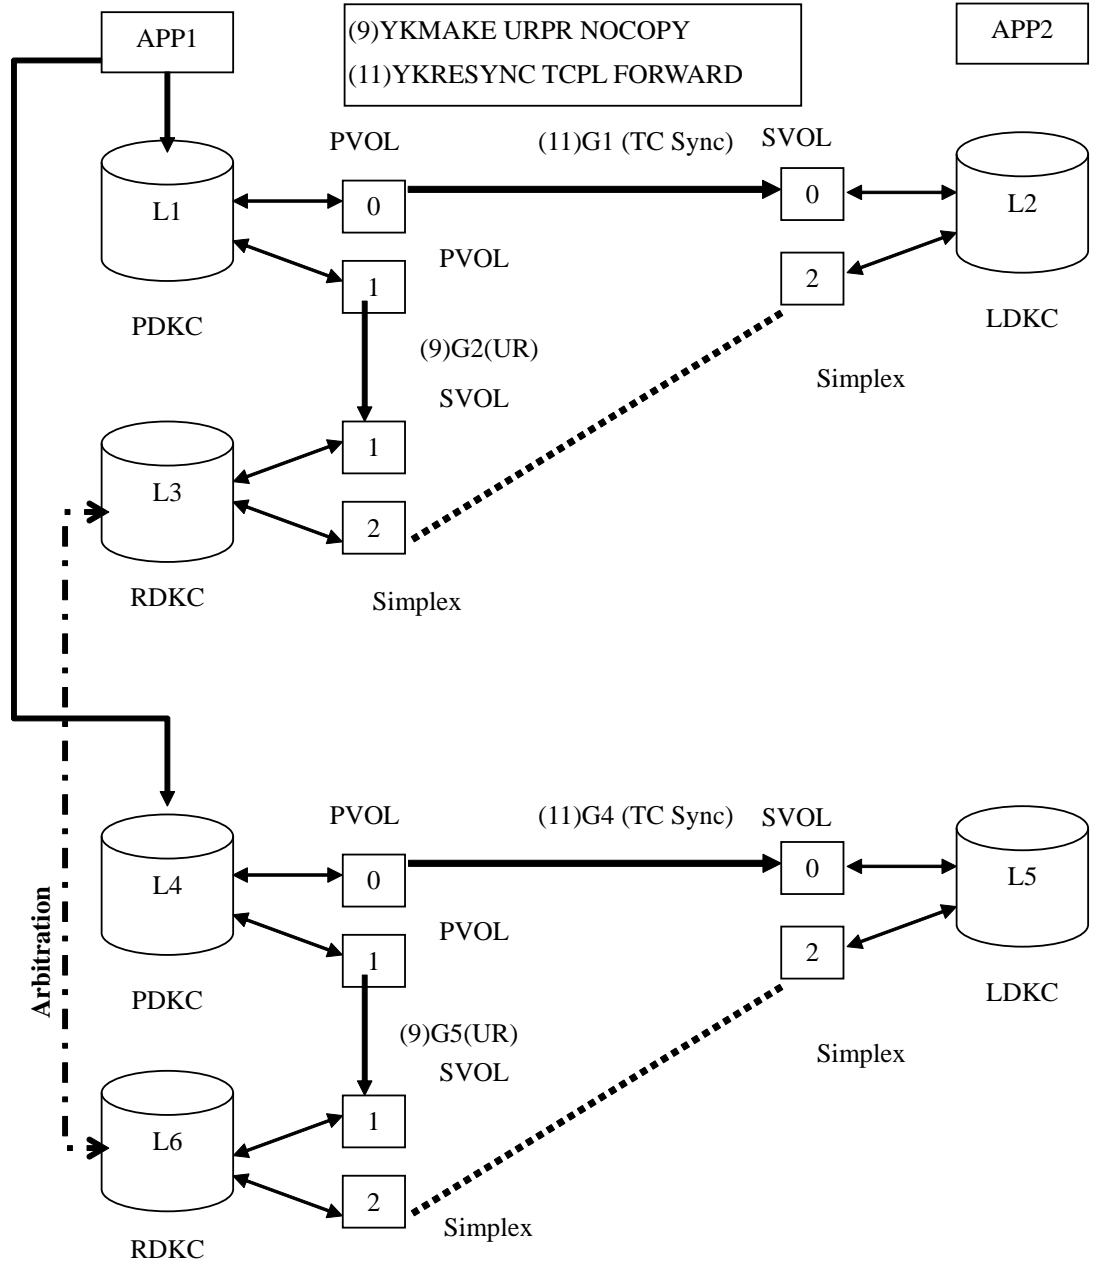 APP1
(9)YKMAKE URPR NOCOPY
(11)YKRESYNC TCPL FORWARD
APP2
PVOL
(11)G1 (TC Sync)
SVOL
L1
0
0
L2
PVOL
1
2
PDKC
LDKC
(9)G2(UR)
SVOL
Simplex
1
L3
2
RDKC
Simplex
PVOL
(11)G4 (TC Sync)
SVOL
L4
0
0
L5
PVOL
1
2
Arbitration
PDKC
LDKC
(9)G5(UR)
SVOL
Simplex
1
L6
2
Simplex
RDKC